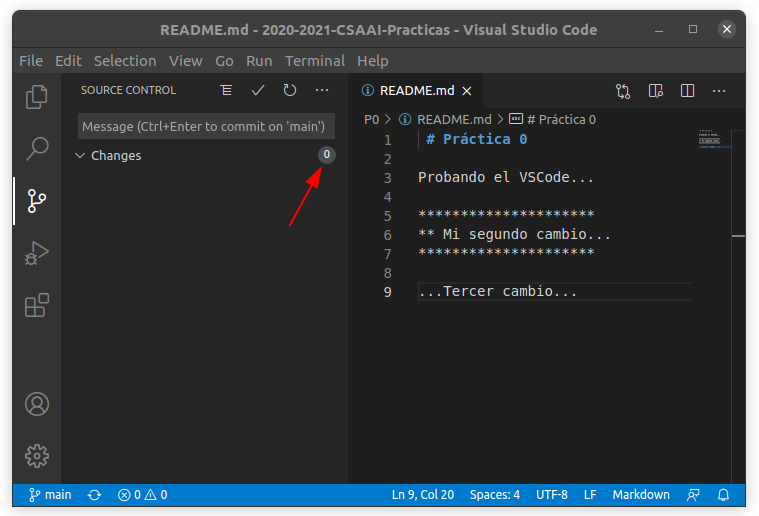 README.md - 2020-2021-CSAAI-Practicas - Visual Studio Code
File Edit Selection View Go Run Terminal Help
SOURCE CONTROL
Message (Ctrl+Enter to commit on 'main')
Changes 0
README.md
P0 > README.md > # Práctica 0
1 # Práctica 0
2
3 Probando el VSCode...
4
5 *********************
6 ** Mi segundo cambio...
7 *********************
8
9 ...Tercer cambio...
main 0 0 Ln 9, Col 20 Spaces: 4 UTF-8 LF Markdown